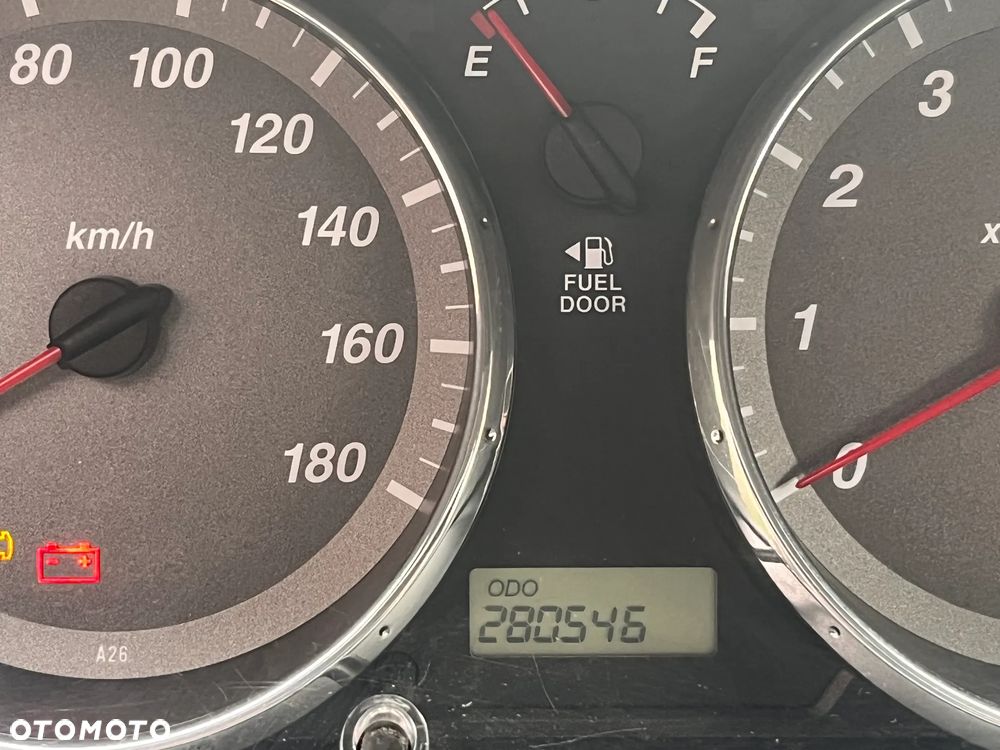 80
100
120
140
160
180
km/h
E
F
FUEL
DOOR
3
2
1
0
x
ODO
280546
A26
OTOMOTO